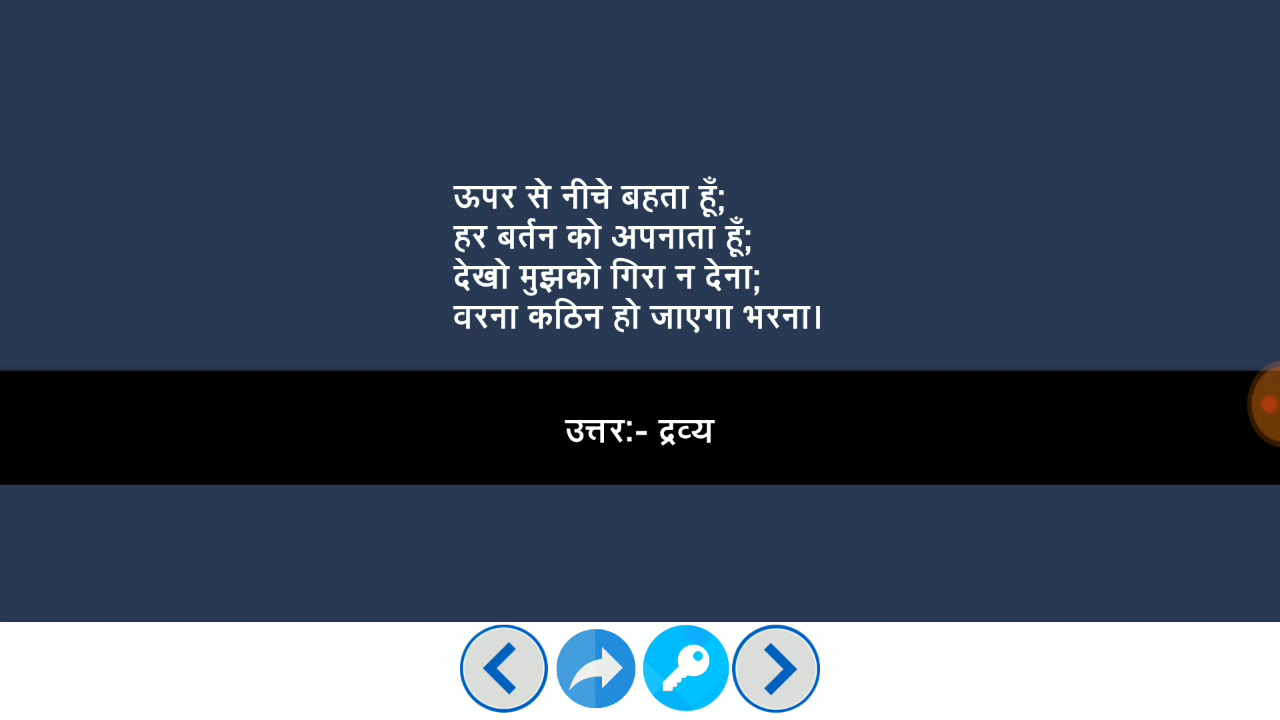 ऊपर से नीचे बहता हूँ;
हर बर्तन को अपनाता हूँ;
देखो मुझको गिरा न देना;
वरना कठिन हो जाएगा भरना।
उत्तर:- द्रव्य